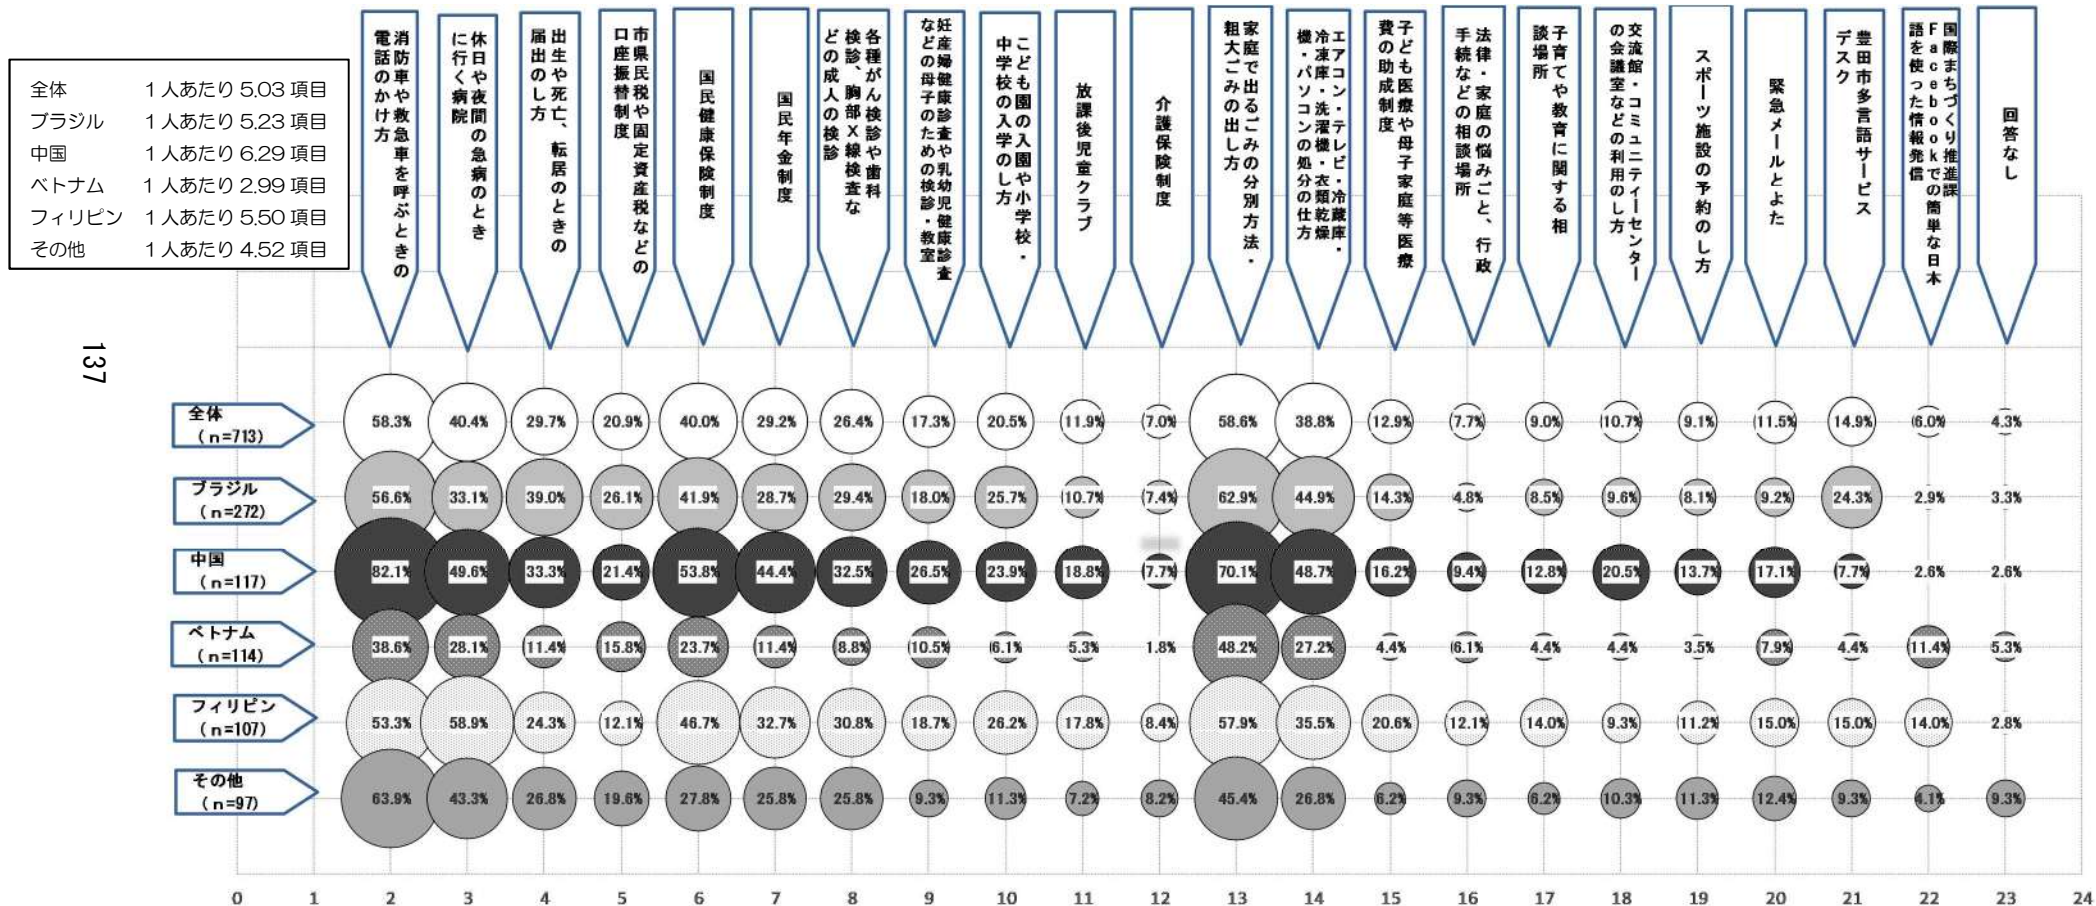 全体 1人あたり 5.03 項目
ブラジル 1人あたり 5.23 項目
中国 1人あたり 6.29 項目
ベトナム 1人あたり 2.99 項目
フィリピン 1人あたり 5.50 項目
その他 1人あたり 4.52 項目
消防車や救急車を呼ぶときの
電話のかけ方
休日や夜間の急病のとき
に行く病院
出生や死亡、転居のときの
届出のし方
市県民税や固定資産税などの
口座振替制度
国民健康保険制度
国民年金制度
各種がん検診や歯科
検診、胸部X線検査な
どの成人の検診
妊産婦健康診査や乳幼児健康診査
などの母子のための検診・教室
こども園の入園や小学校・
中学校の入学のし方
放課後児童クラブ
介護保険制度
家庭で出るごみの分別方法・
粗大ごみの出し方
エアコン・テレビ・冷蔵庫・
冷凍庫・洗濯機・衣類乾燥
機・パソコンの処分の仕方
子ども医療や母子家庭等医療
費の助成制度
法律・家庭の悩みごと、行政
手続などの相談場所
子育てや教育に関する相
談場所
交流館・コミュニティーセンター
の会議室などの利用のし方
スポーツ施設の予約のし方
緊急メールとよた
豊田市多言語サービス
デスク
国際まちづくり推進課
Facebookでの簡単な日本
語を使った情報発信
回答なし
137
全体
(n=713)
58.3% 40.4% 29.7% 20.9% 40.0% 29.2% 26.4% 17.3% 20.5% 11.9% 7.0% 58.6% 38.8% 12.9% 7.7% 9.0% 10.7% 9.1% 11.5% 14.9% 6.0% 4.3%
ブラジル
(n=272)
56.6% 33.1% 39.0% 26.1% 41.9% 28.7% 29.4% 18.0% 25.7% 10.7% 7.4% 62.9% 44.9% 14.3% 4.8% 8.5% 9.6% 8.1% 9.2% 24.3% 2.9% 3.3%
中国
(n=117)
82.1% 49.6% 33.3% 21.4% 53.8% 44.4% 32.5% 26.5% 23.9% 18.8% 7.7% 70.1% 48.7% 16.2% 9.4% 12.8% 20.5% 13.7% 17.1% 7.7% 2.6% 2.6%
ベトナム
(n=114)
38.6% 28.1% 11.4% 15.8% 23.7% 11.4% 8.8% 10.5% 6.1% 5.3% 1.8% 48.2% 27.2% 4.4% 6.1% 4.4% 4.4% 3.5% 7.9% 4.4% 11.4% 5.3%
フィリピン
(n=107)
53.3% 58.9% 24.3% 12.1% 46.7% 32.7% 30.8% 18.7% 26.2% 17.8% 8.4% 57.9% 35.5% 20.6% 12.1% 14.0% 9.3% 11.2% 15.0% 15.0% 14.0% 2.8%
その他
(n=97)
63.9% 43.3% 26.8% 19.6% 27.8% 25.8% 25.8% 9.3% 11.3% 7.2% 8.2% 45.4% 26.8% 6.2% 9.3% 6.2% 10.3% 11.3% 12.4% 9.3% 4.1% 9.3%
0 1 2 3 4 5 6 7 8 9 10 11 12 13 14 15 16 17 18 19 20 21 22 23 24